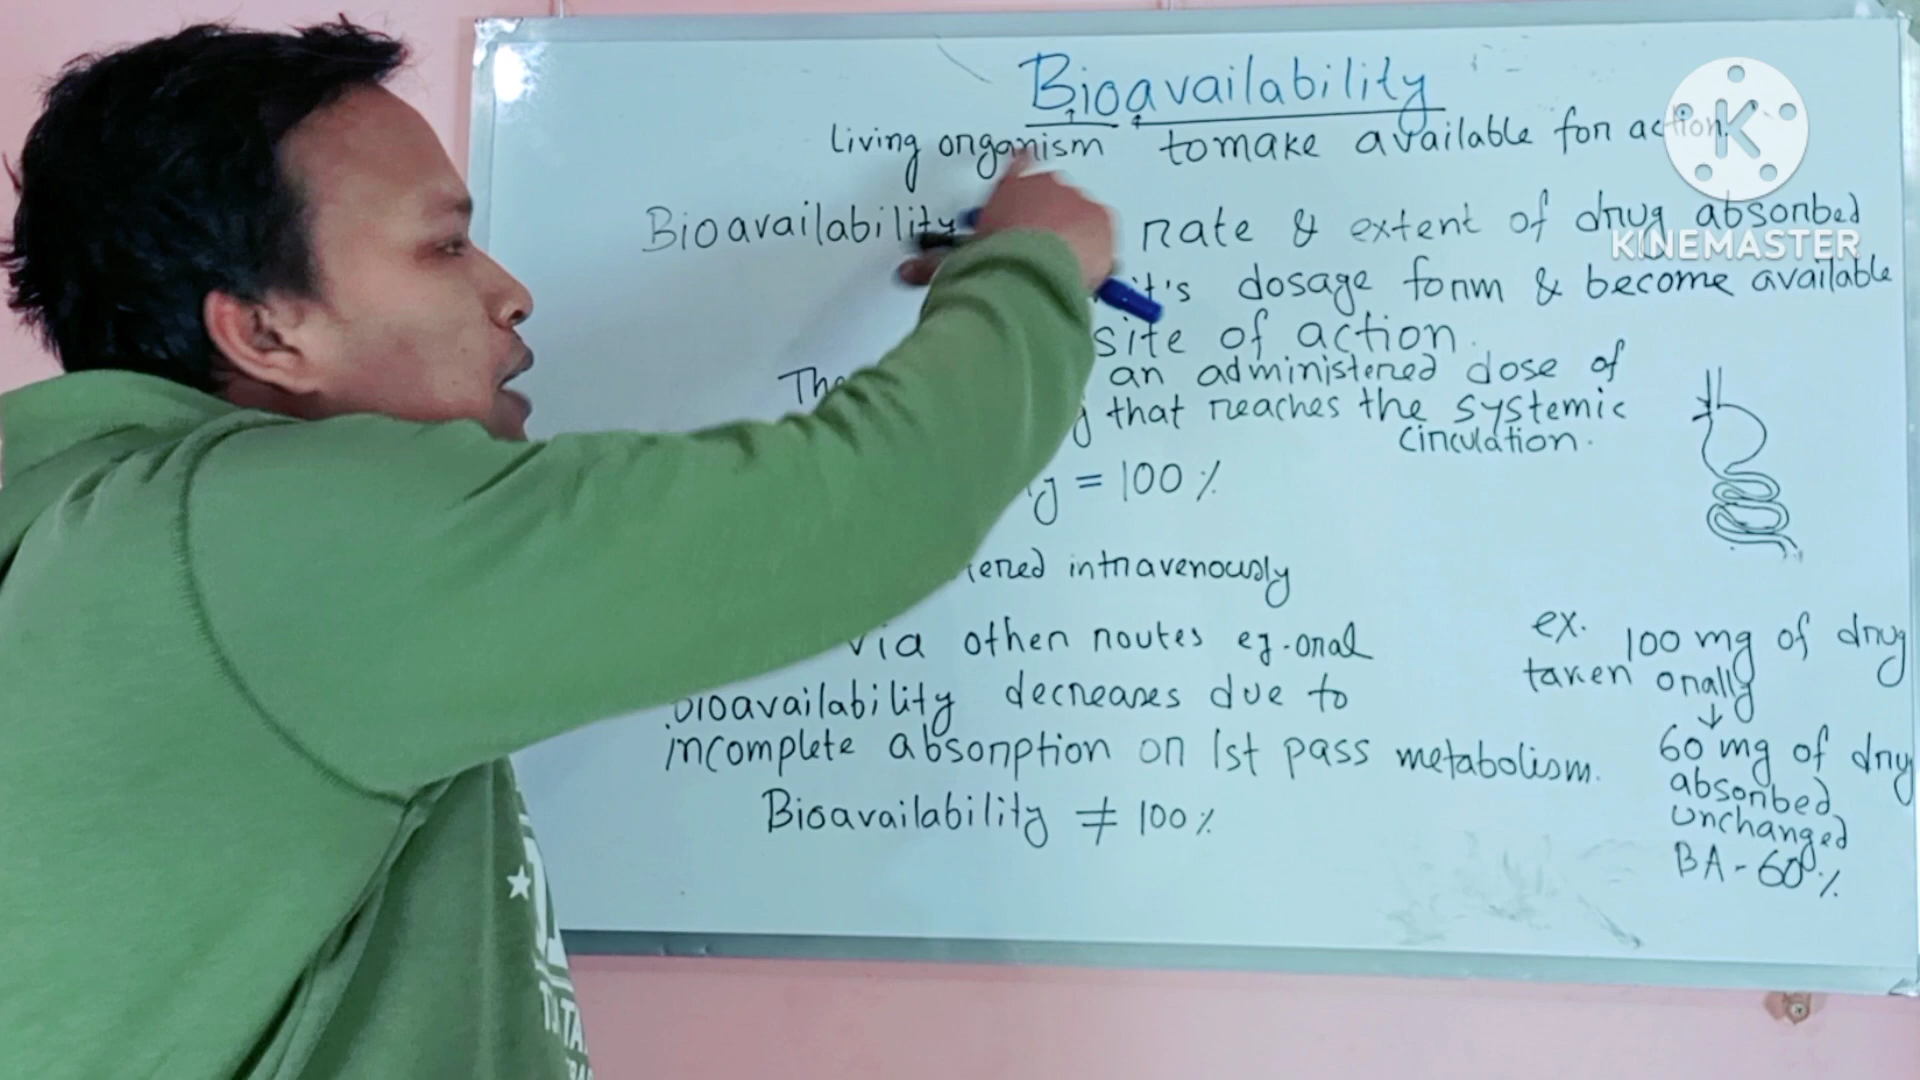 Bioavailability
living organism to make available for action.
Bioavailability rate & extent of drug absorbed
it's dosage form & become available
site of action.
The an administered dose of
that reaches the systemic
circulation.
= 100 %
intravenously
via other routes eg. oral
bioavailability decreases due to
incomplete absorption or 1st pass metabolism.
Bioavailability ≠ 100 %
ex. 100 mg of drug
taken orally
↓
60 mg of drug
absorbed
unchanged
BA - 60 %
K
KINEMASTER